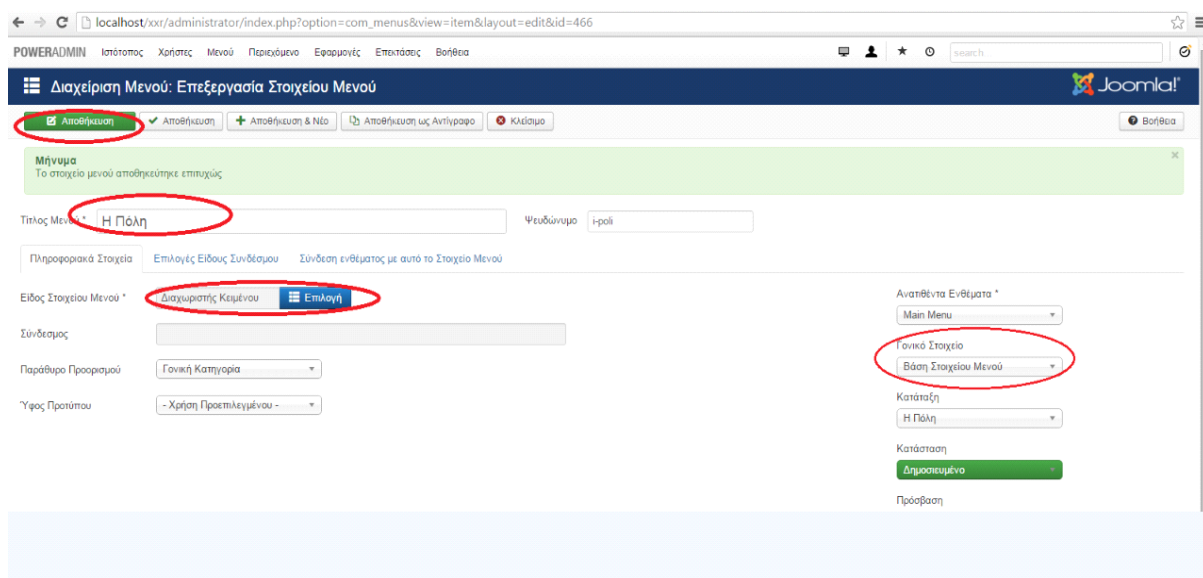 localhost/xxr/administrator/index.php?option=com_menus&view=item&layout=edit&id=466
POWERADMIN Ιστότοπος Χρήστες Μενού Περιεχόμενο Εφαρμογές Επεκτάσεις Βοήθεια search
Διαχείριση Μενού: Επεξεργασία Στοιχείου Μενού Joomla!
Αποθήκευση Αποθήκευση Αποθήκευση & Νέο Αποθήκευση ως Αντίγραφο Κλείσιμο Βοήθεια
Μήνυμα
Το στοιχείο μενού αποθηκεύτηκε επιτυχώς
Τίτλος Μενού * Η Πόλη Ψευδώνυμο i-poli
Πληροφοριακά Στοιχεία Επιλογές Είδους Συνδέσμου Σύνδεση ενθέματος με αυτό το Στοιχείο Μενού
Είδος Στοιχείου Μενού * Διαχωριστής Κειμένου Επιλογή
Ανατιθέντα Ενθέματα *
Main Menu
Σύνδεσμος
Γονικό Στοιχείο
Παράθυρο Προορισμού Γονική Κατηγορία
Βάση Στοιχείου Μενού
Ύφος Προτύπου - Χρήση Προεπιλεγμένου -
Κατάταξη
Η Πόλη
Κατάσταση
Δημοσιευμένο
Πρόσβαση